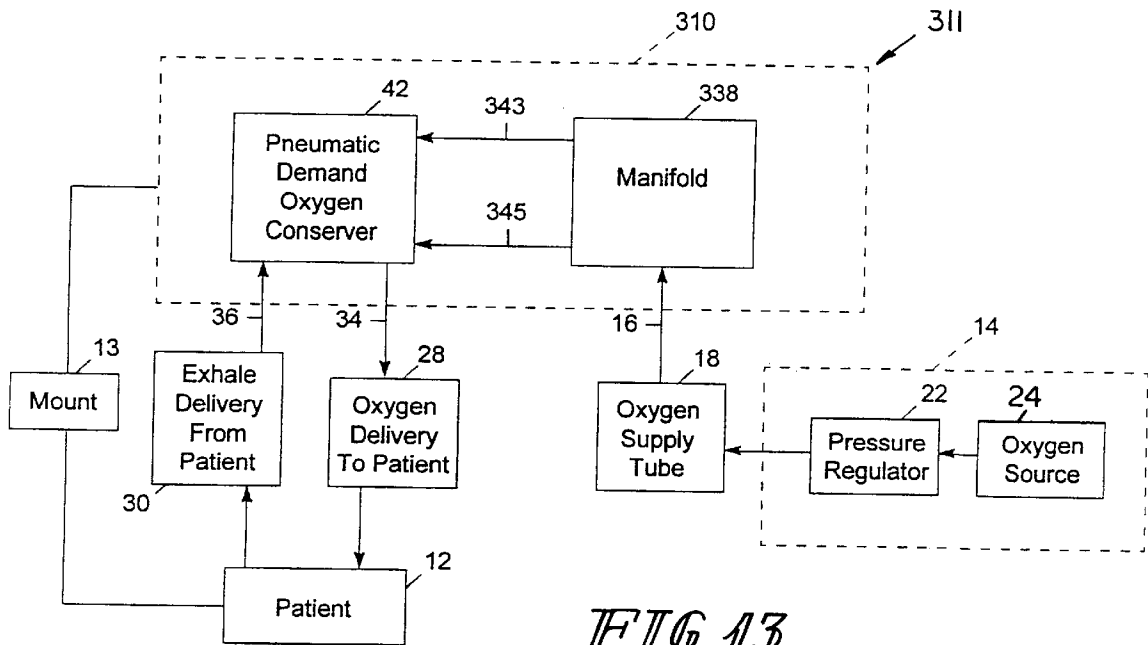 310
311
42
343
338
Pneumatic
Demand
Oxygen
Conserver
Manifold
345
36
34
16
14
13
28
18
22
24
Mount
Exhale
Delivery
From
Patient
Oxygen
Delivery
To Patient
Oxygen
Supply
Tube
Pressure
Regulator
Oxygen
Source
30
12
Patient
FIG. 13